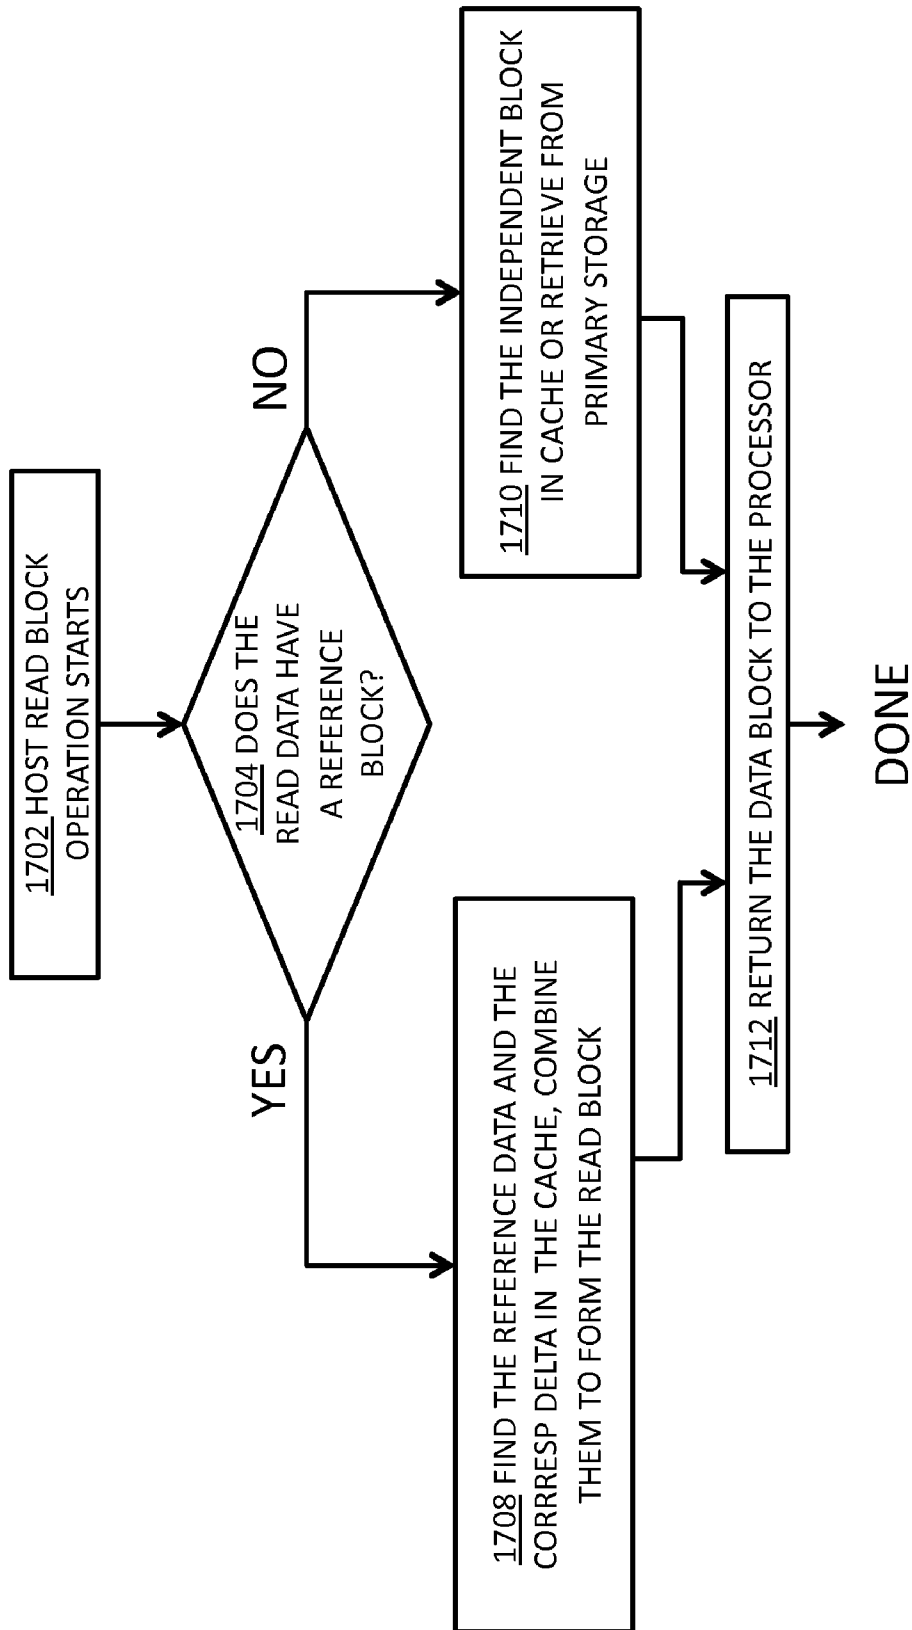 1702 HOST READ BLOCK
OPERATION STARTS
1704 DOES THE
READ DATA HAVE
A REFERENCE
BLOCK?
YES
NO
1708 FIND THE REFERENCE DATA AND THE
CORRRESP DELTA IN THE CACHE, COMBINE
THEM TO FORM THE READ BLOCK
1710 FIND THE INDEPENDENT BLOCK
IN CACHE OR RETRIEVE FROM
PRIMARY STORAGE
1712 RETURN THE DATA BLOCK TO THE PROCESSOR
DONE